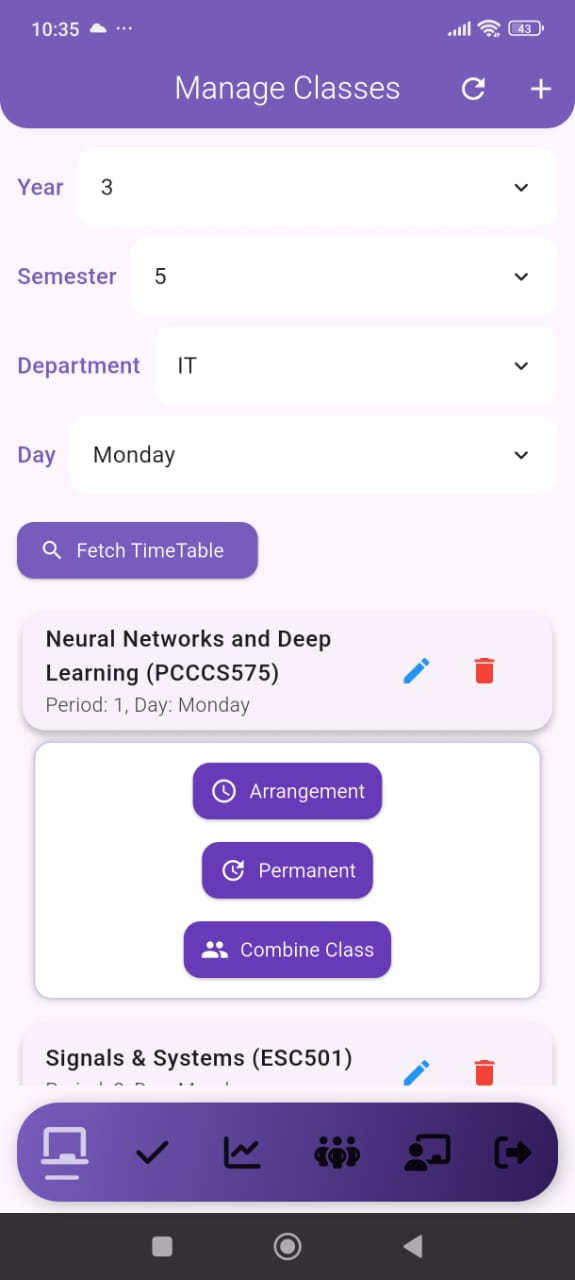 10:35
43
Manage Classes
Year
3
Semester
5
Department
IT
Day
Monday
Fetch TimeTable
Neural Networks and Deep
Learning (PCCCS575)
Period: 1, Day: Monday
Arrangement
Permanent
Combine Class
Signals & Systems (ESC501)